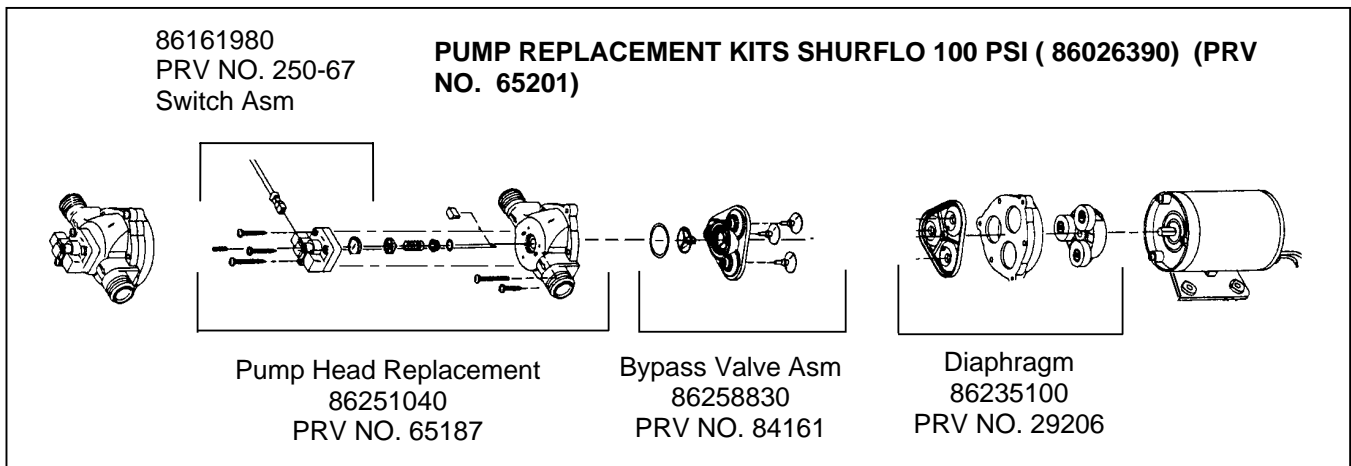 86161980
PRV NO. 250-67
Switch Asm
PUMP REPLACEMENT KITS SHURFLO 100 PSI ( 86026390) (PRV
NO. 65201)
Pump Head Replacement
86251040
PRV NO. 65187
Bypass Valve Asm
86258830
PRV NO. 84161
Diaphragm
86235100
PRV NO. 29206